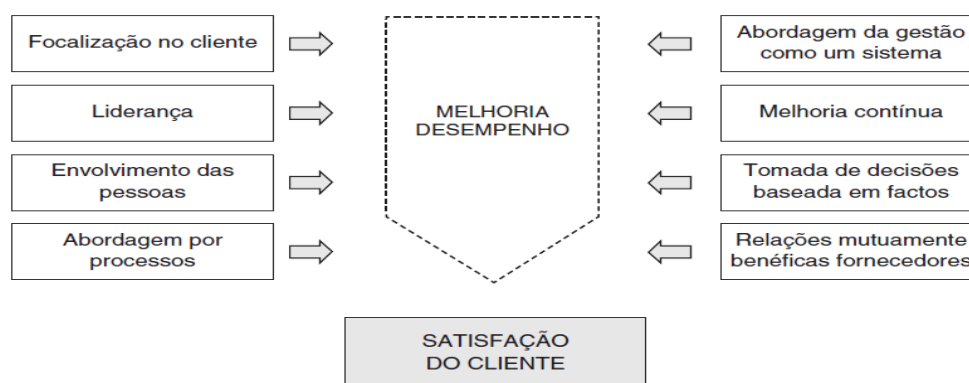 Focalização no cliente
Liderança
Envolvimento das
pessoas
Abordagem por
processos
MELHORIA
DESEMPENHO
Abordagem da gestão
como um sistema
Melhoria contínua
Tomada de decisões
baseada em factos
Relações mutuamente
benéficas fornecedores
SATISFAÇÃO
DO CLIENTE